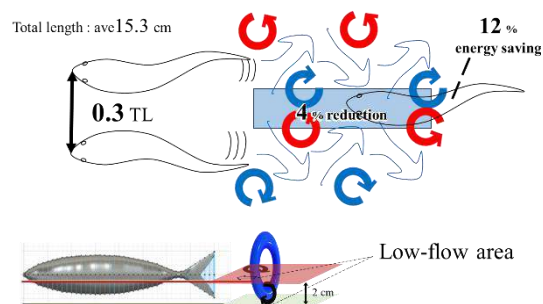 Total length : ave15.3 cm
12 %
energy saving
0.3 TL
4 % reduction
Low-flow area
2 cm